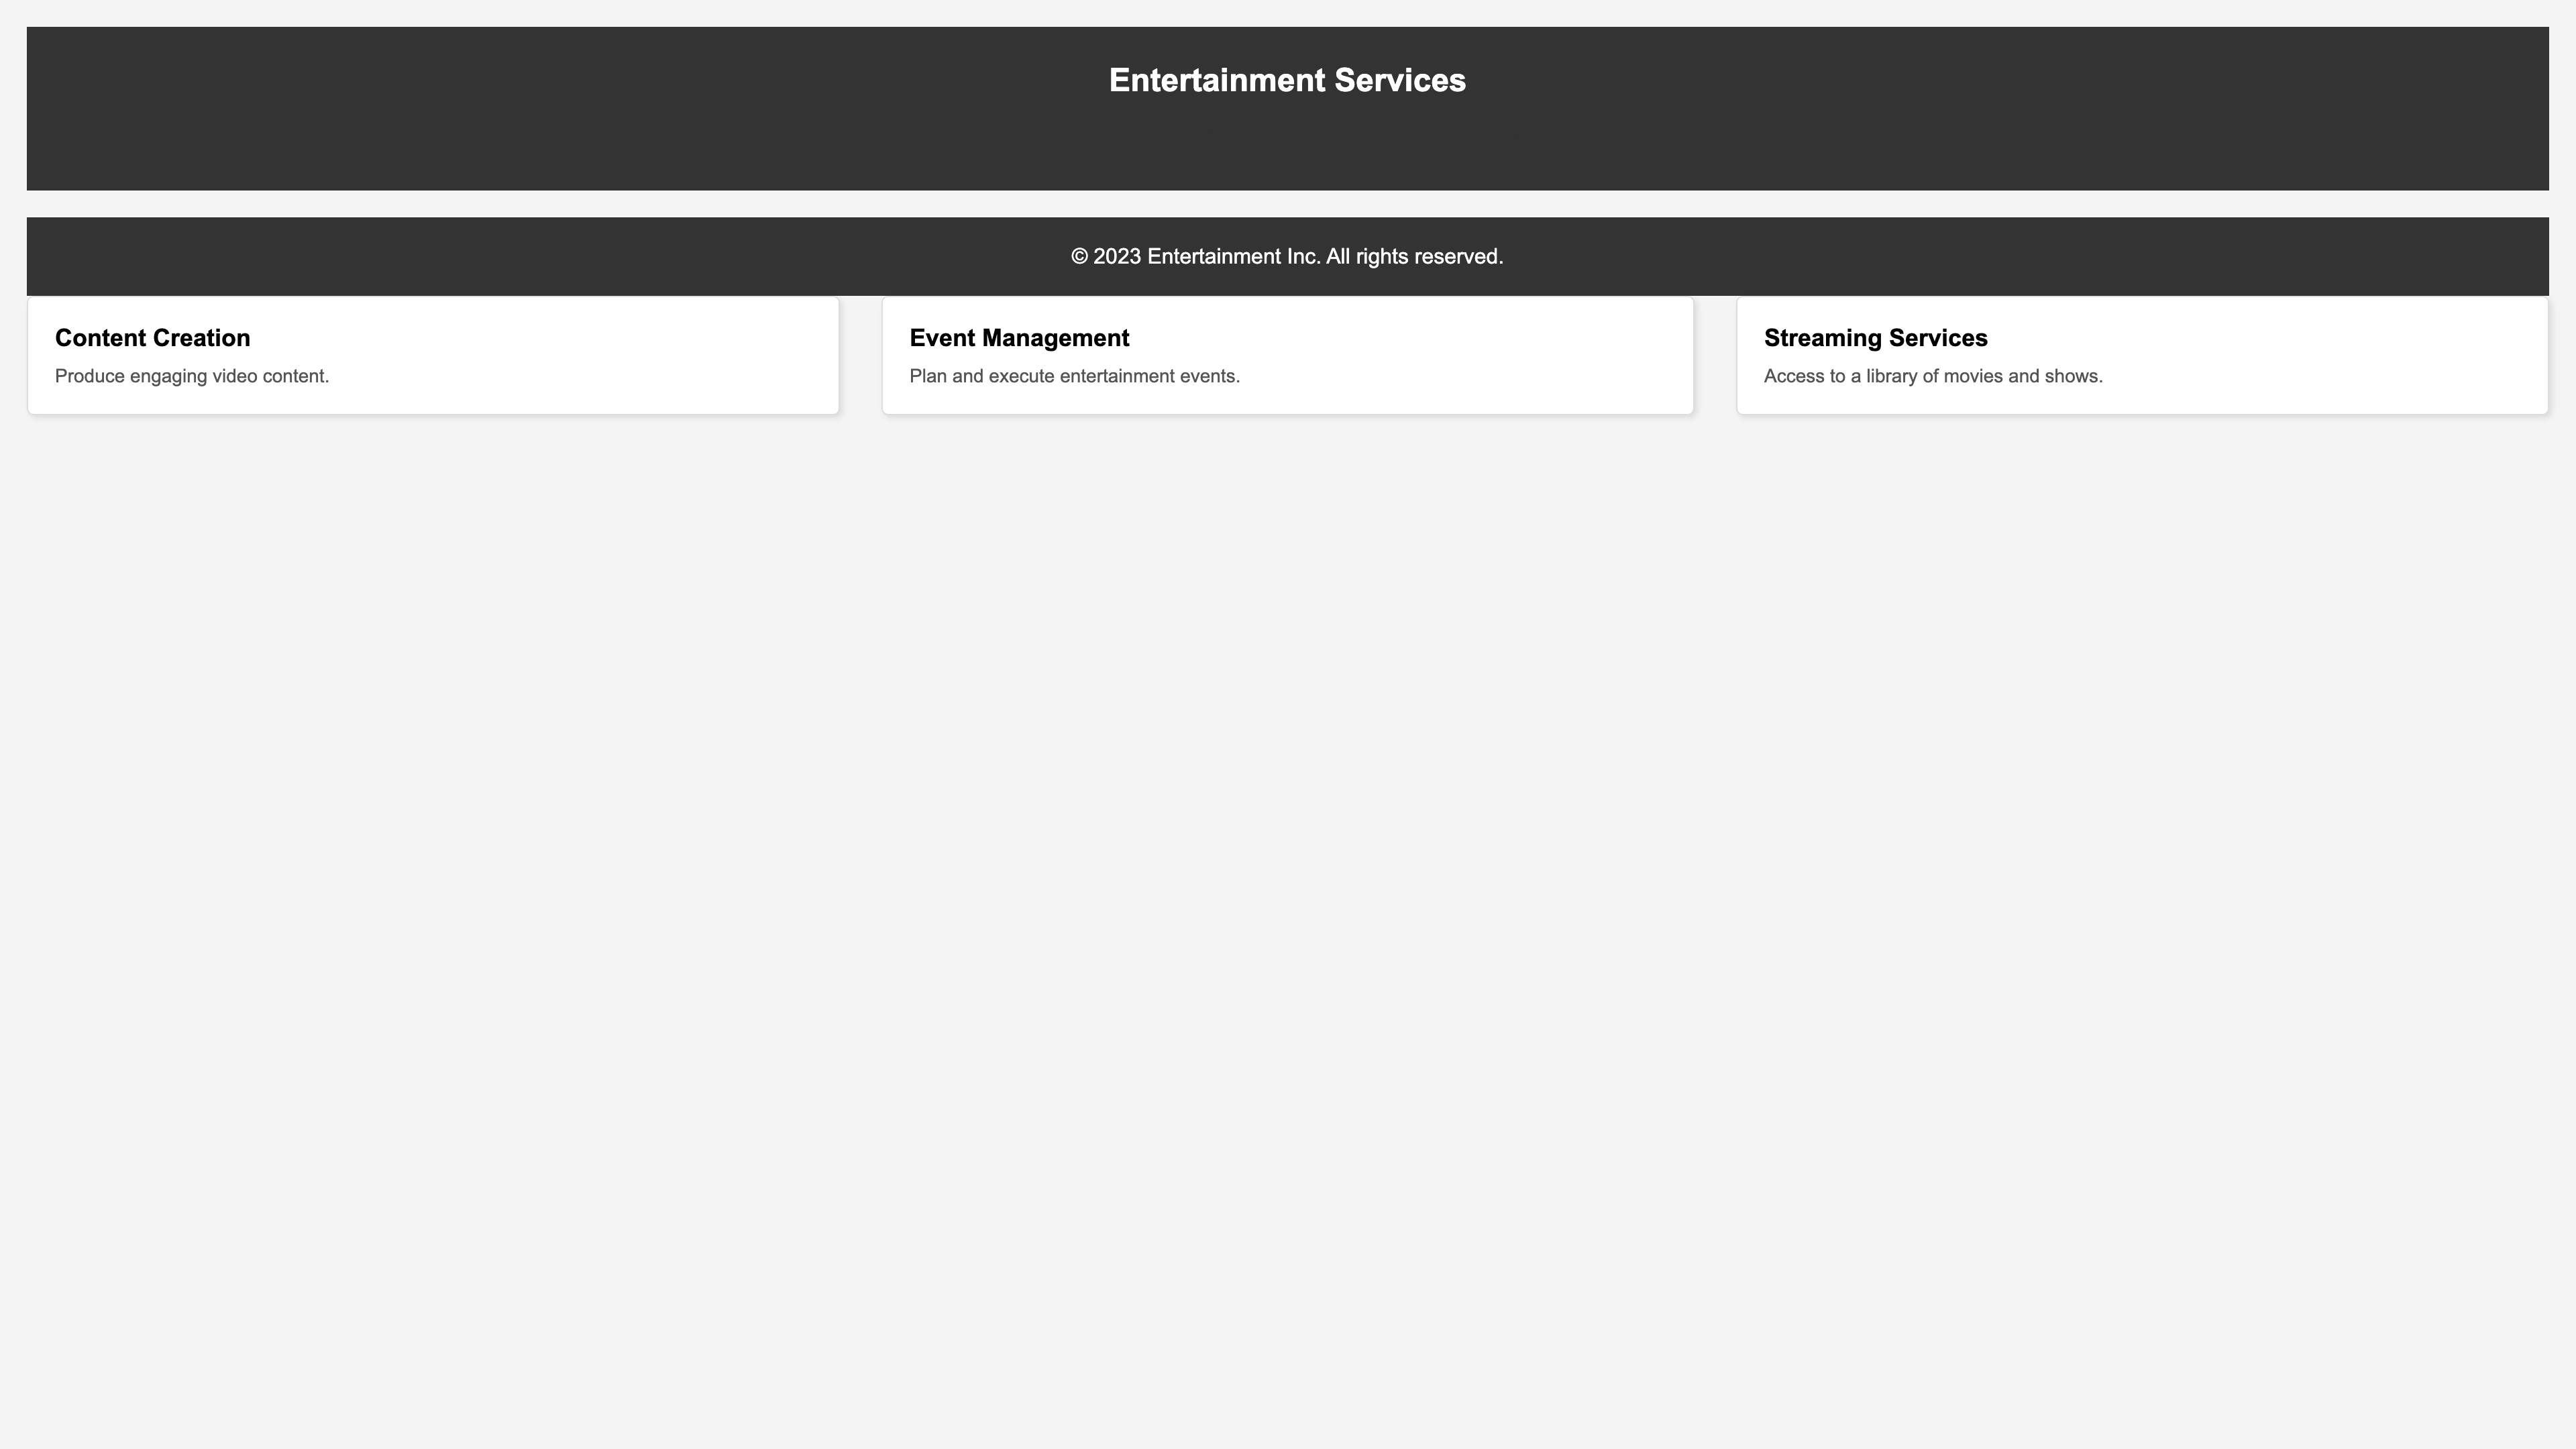 Entertainment Services
© 2023 Entertainment Inc. All rights reserved.
Content Creation
Produce engaging video content.
Event Management
Plan and execute entertainment events.
Streaming Services
Access to a library of movies and shows.